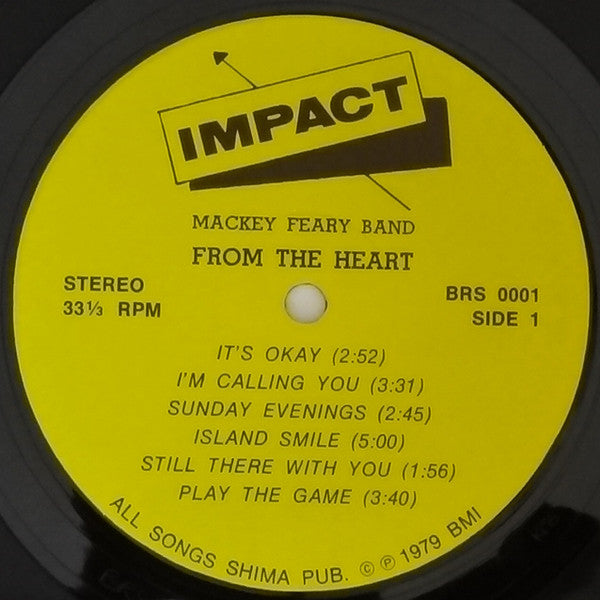 IMPACT
MACKEY FEARY BAND
FROM THE HEART
STEREO
33⅓ RPM
BRS 0001
SIDE 1
IT'S OKAY (2:52)
I'M CALLING YOU (3:31)
SUNDAY EVENINGS (2:45)
ISLAND SMILE (5:00)
STILL THERE WITH YOU (1:56)
PLAY THE GAME (3:40)
ALL SONGS SHIMA PUB. © ℗ 1979 BMI